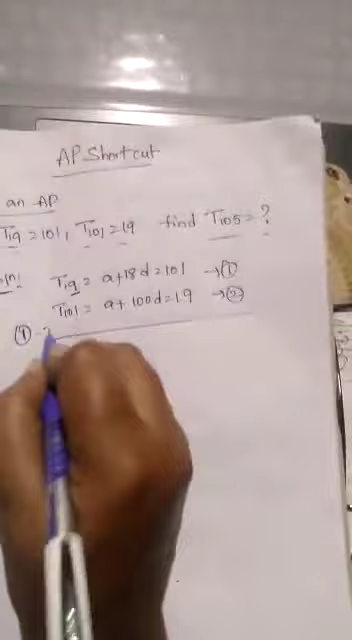 AP Shortcut
an AP
T19 = 101, T101 = 19 find T105 = ?
T19 = a+18d = 101 → ①
T101 = a+100d = 19 → ②
① -